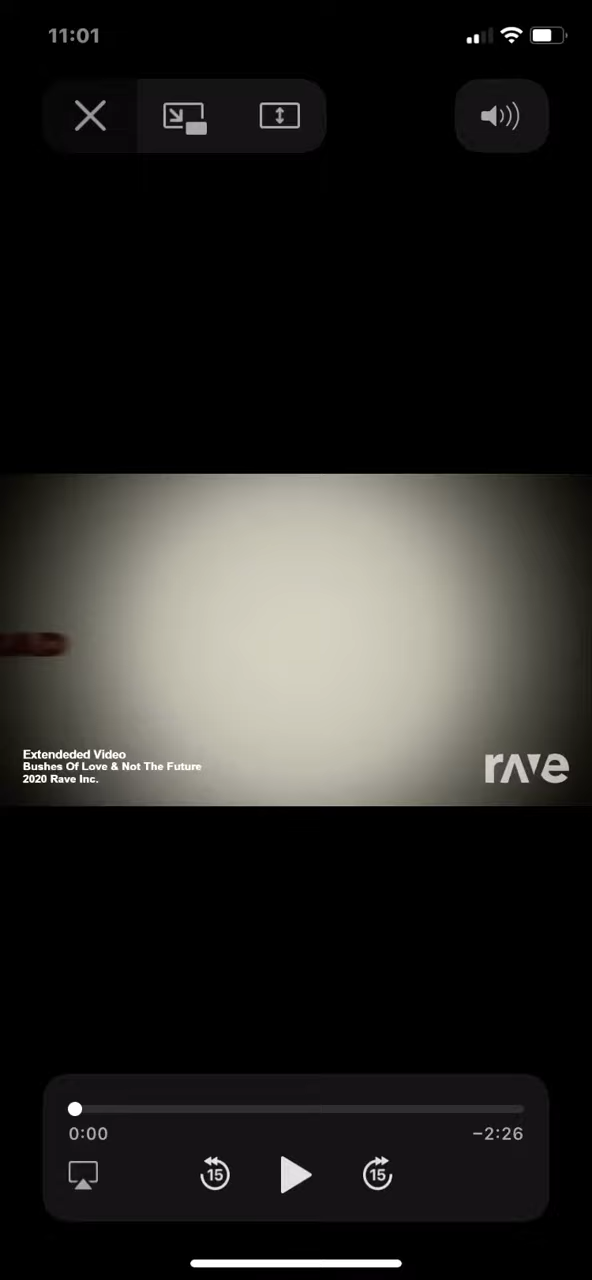 11:01
Extendeded Video
Bushes Of Love & Not The Future
2020 Rave Inc.
rave
0:00
−2:26
15
15